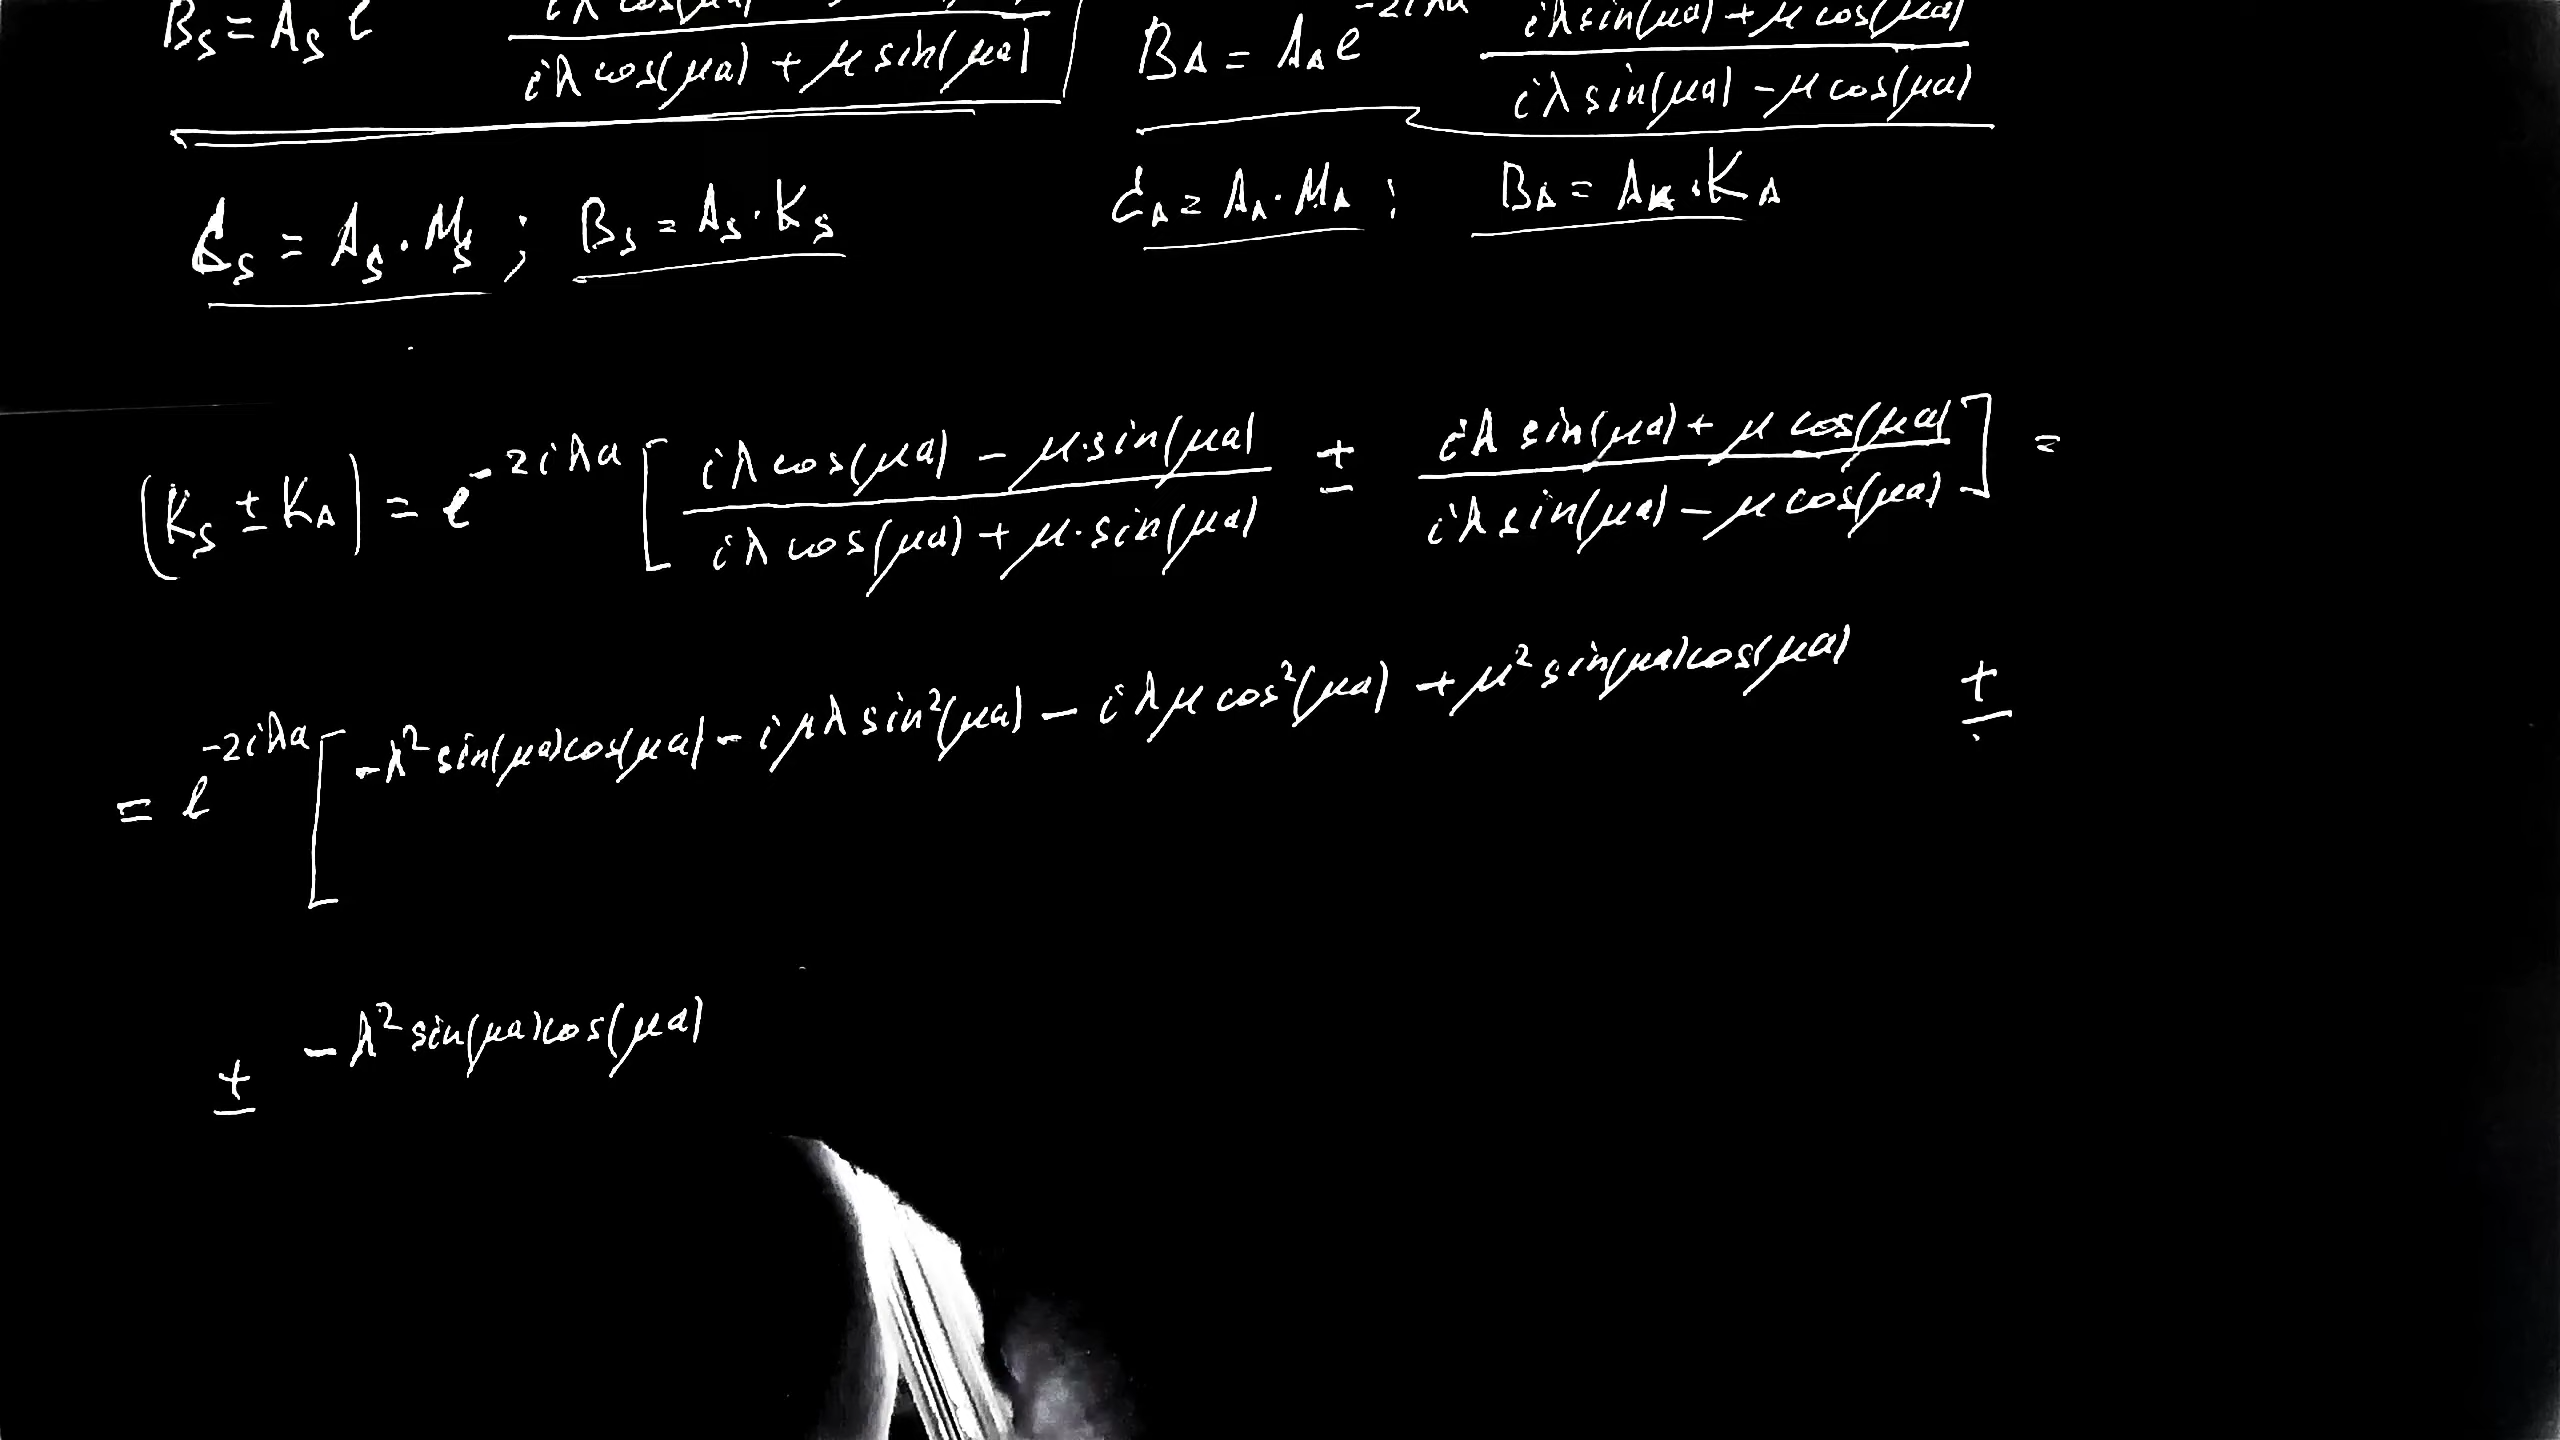 B_S = A_S e iλ cos(μa) / iλ cos(μa) + μ sin(μa)
B_A = A_A e^{-2iλa} iλ sin(μa) + μ cos(μa) / iλ sin(μa) - μ cos(μa)
C_S = A_S · M_S ; B_S = A_S · K_S
C_A = A_A · M_A ; B_A = A_A · K_A
(K_S ± K_A) = e^{-2iλa} [ iλ cos(μa) - μ·sin(μa) / iλ cos(μa) + μ·sin(μa) ± iλ sin(μa) + μ cos(μa) / iλ sin(μa) - μ cos(μa) ] =
= e^{-2iλa} [ -λ² sin(μa)cos(μa) - iμλ sin²(μa) - iλμ cos²(μa) + μ² sin(μa)cos(μa) ±
± -λ² sin(μa)cos(μa)